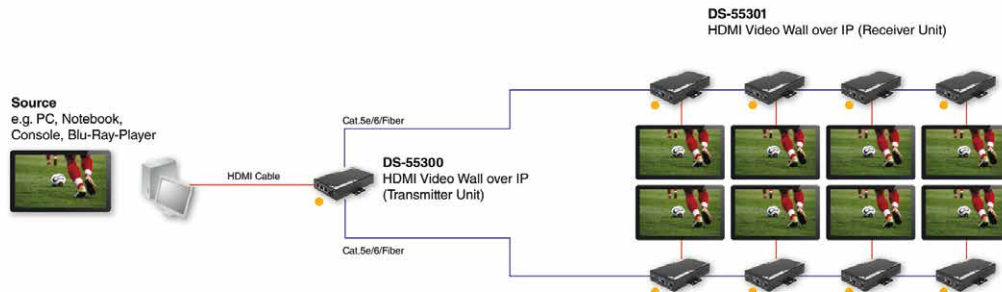 DS-55301
HDMI Video Wall over IP (Receiver Unit)
Source
e.g. PC, Notebook,
Console, Blu-Ray-Player
Cat.5e/6/Fiber
HDMI Cable
DS-55300
HDMI Video Wall over IP
(Transmitter Unit)
Cat.5e/6/Fiber